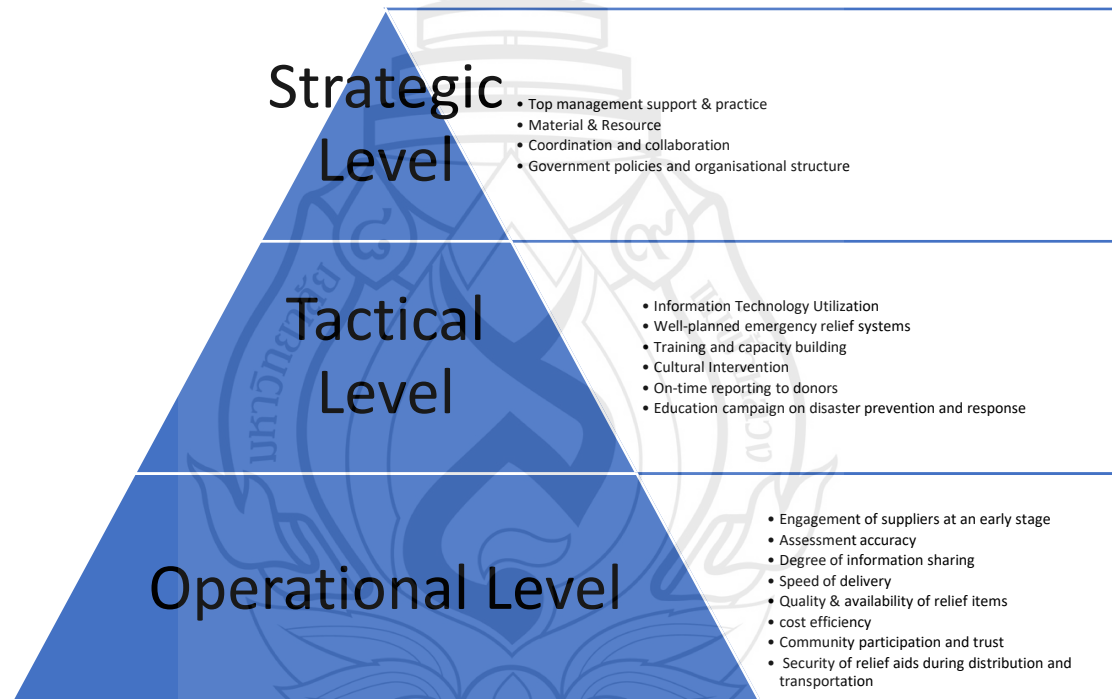 Strategic
Level
• Top management support & practice
• Material & Resource
• Coordination and collaboration
• Government policies and organisational structure
Tactical
Level
• Information Technology Utilization
• Well-planned emergency relief systems
• Training and capacity building
• Cultural Intervention
• On-time reporting to donors
• Education campaign on disaster prevention and response
Operational Level
• Engagement of suppliers at an early stage
• Assessment accuracy
• Degree of information sharing
• Speed of delivery
• Quality & availability of relief items
• cost efficiency
• Community participation and trust
• Security of relief aids during distribution and
transportation